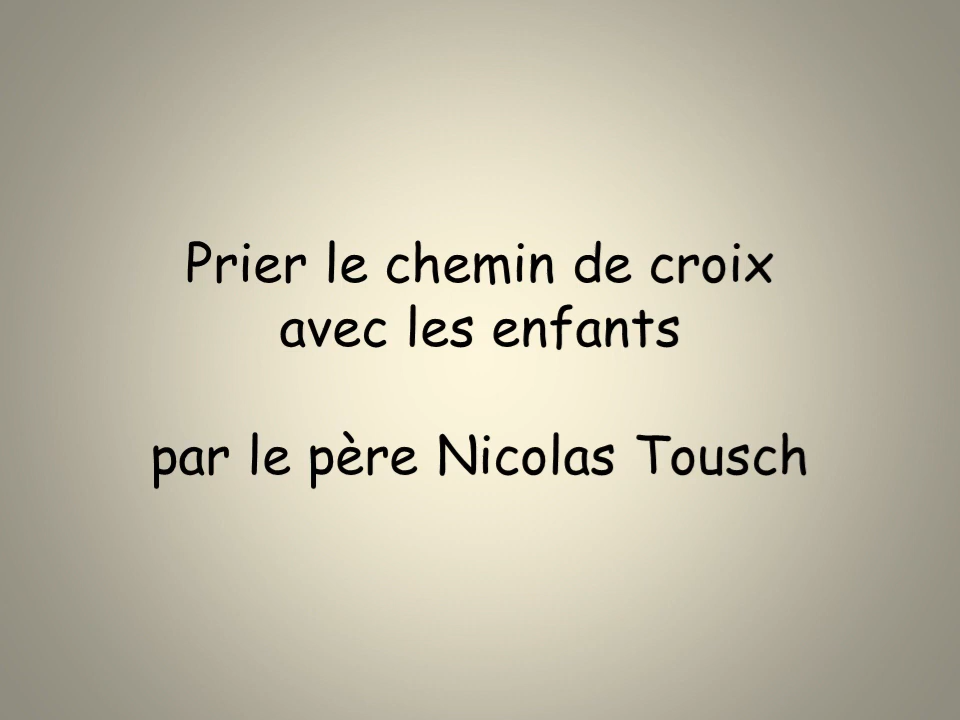 Prier le chemin de croix
avec les enfants
par le père Nicolas Tousch